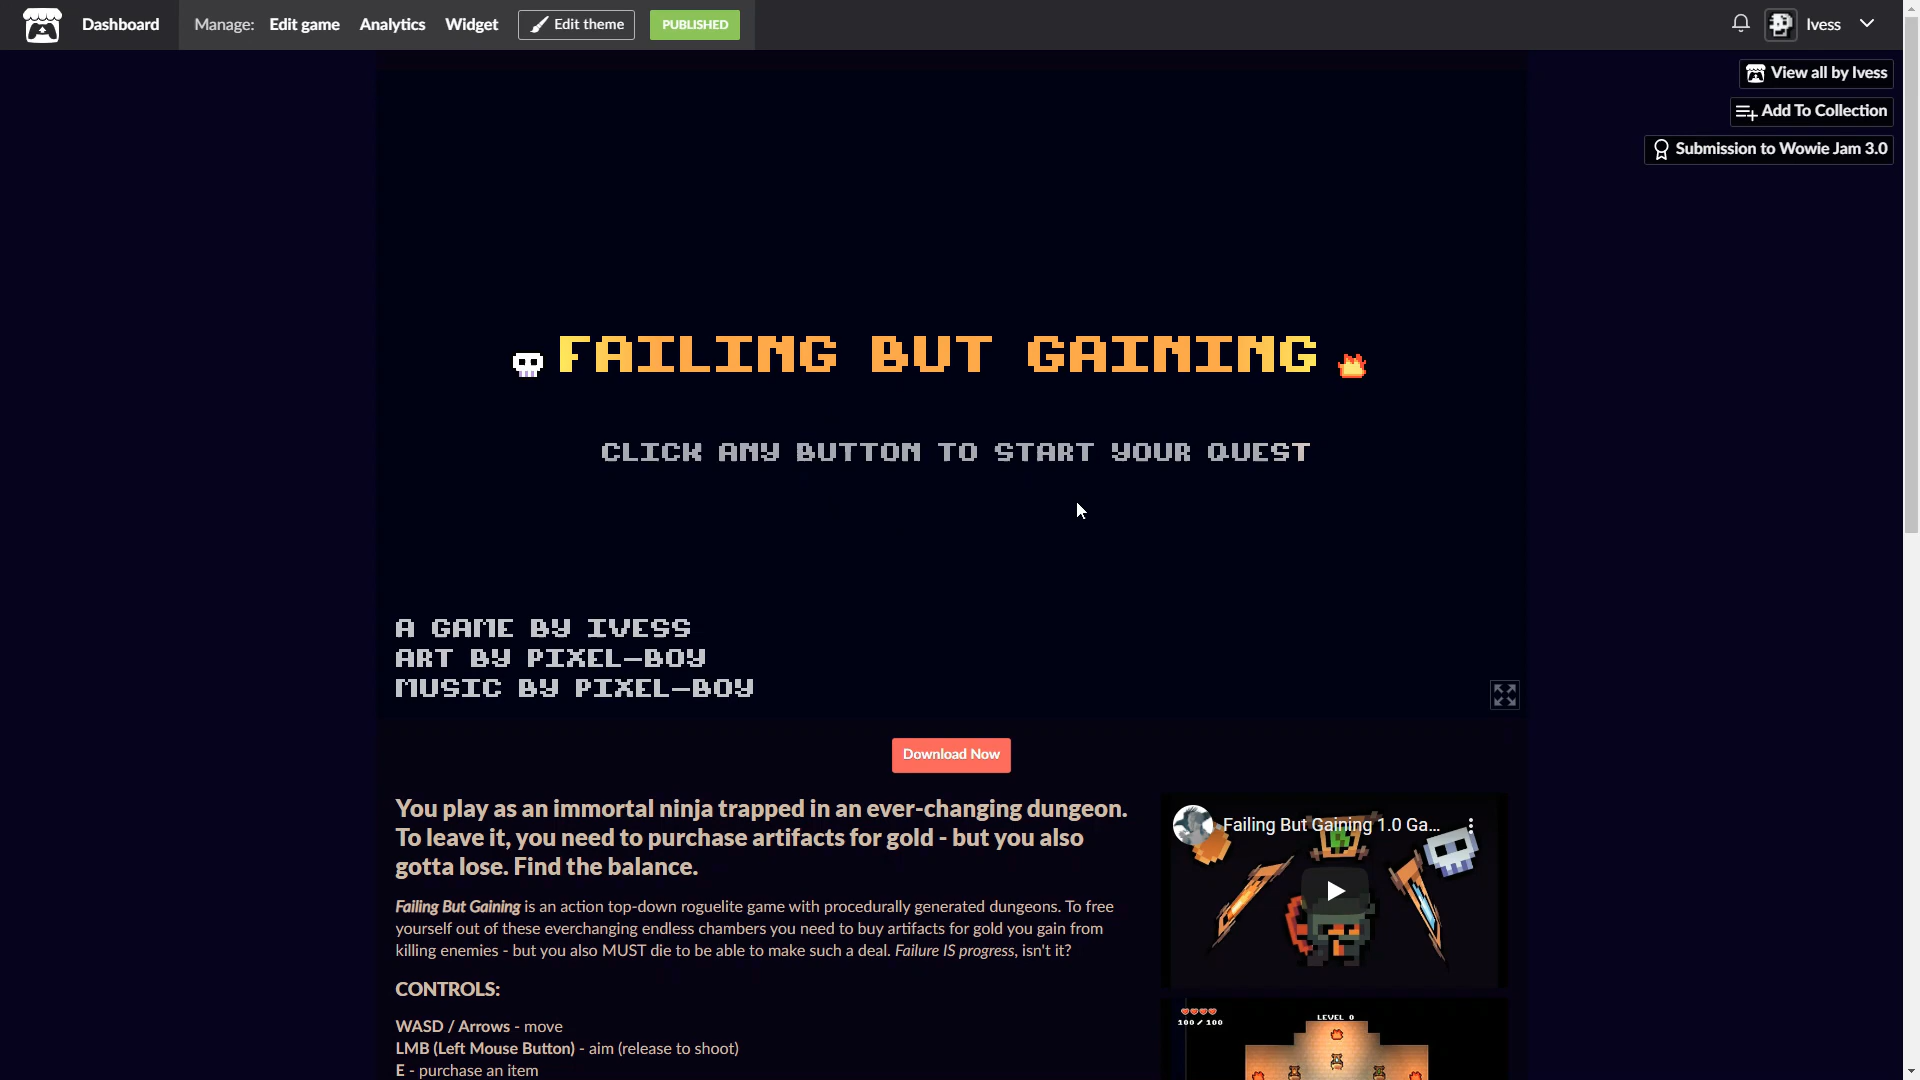 Dashboard
Manage:
Edit game
Analytics
Widget
Edit theme
PUBLISHED
Ivess
View all by Ivess
Add To Collection
Submission to Wowie Jam 3.0
FAILING BUT GAINING
CLICK ANY BUTTON TO START YOUR QUEST
A GAME BY IVESS
ART BY PIXEL-BOY
MUSIC BY PIXEL-BOY
Download Now
You play as an immortal ninja trapped in an ever-changing dungeon.
To leave it, you need to purchase artifacts for gold - but you also
gotta lose. Find the balance.
Failing But Gaining is an action top-down roguelite game with procedurally generated dungeons. To free
yourself out of these everchanging endless chambers you need to buy artifacts for gold you gain from
killing enemies - but you also MUST die to be able to make such a deal. Failure IS progress, isn't it?
CONTROLS:
WASD / Arrows - move
LMB (Left Mouse Button) - aim (release to shoot)
E - purchase an item
Failing But Gaining 1.0 Ga...
100 / 100
LEVEL 0